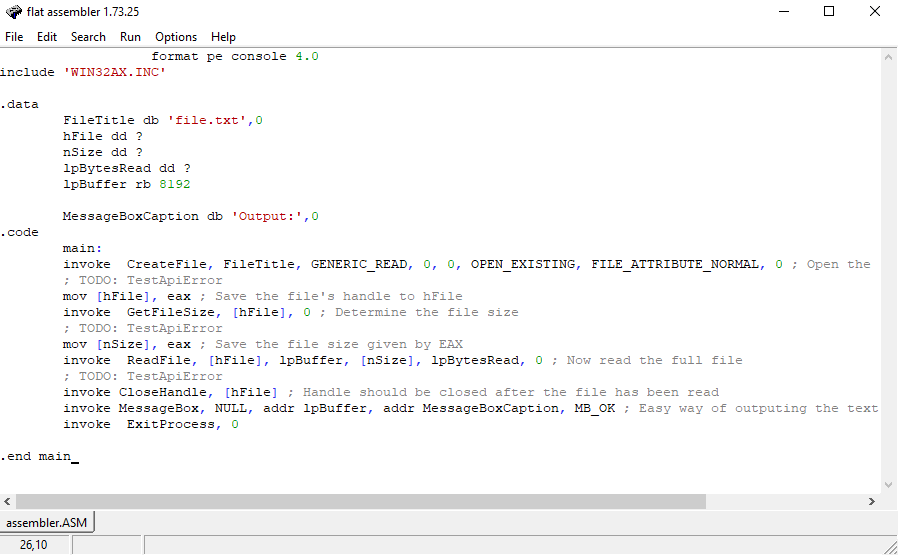 flat assembler 1.73.25
File Edit Search Run Options Help
format pe console 4.0
include 'WIN32AX.INC'
.data
FileTitle db 'file.txt',0
hFile dd ?
nSize dd ?
lpBytesRead dd ?
lpBuffer rb 8192
MessageBoxCaption db 'Output:',0
.code
main:
invoke  CreateFile, FileTitle, GENERIC_READ, 0, 0, OPEN_EXISTING, FILE_ATTRIBUTE_NORMAL, 0 ; Open the
; TODO: TestApiError
mov [hFile], eax ; Save the file's handle to hFile
invoke  GetFileSize, [hFile], 0 ; Determine the file size
; TODO: TestApiError
mov [nSize], eax ; Save the file size given by EAX
invoke  ReadFile, [hFile], lpBuffer, [nSize], lpBytesRead, 0 ; Now read the full file
; TODO: TestApiError
invoke CloseHandle, [hFile] ; Handle should be closed after the file has been read
invoke MessageBox, NULL, addr lpBuffer, addr MessageBoxCaption, MB_OK ; Easy way of outputing the text
invoke  ExitProcess, 0
.end main
assembler.ASM
26,10